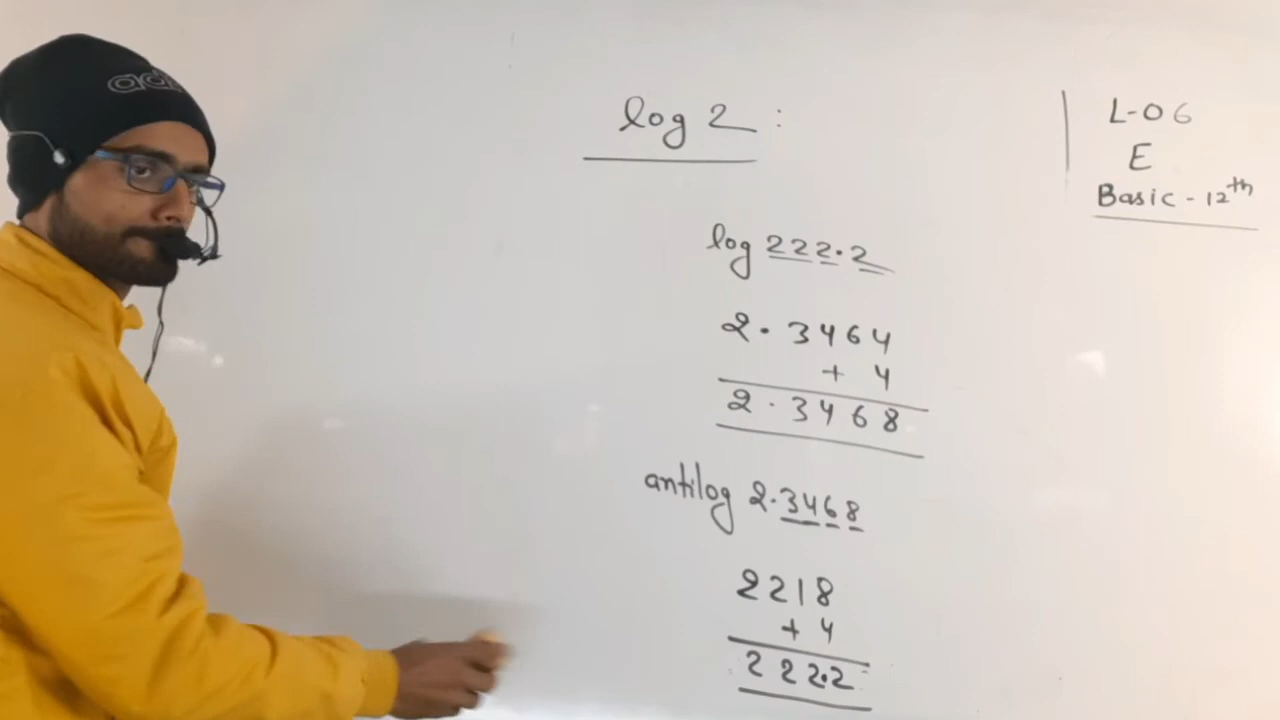 adi
log 2 :
L-06
E
Basic - 12th
log 222.2
2.3464
+ 4
2.3468
antilog 2.3468
2218
+ 4
222.2